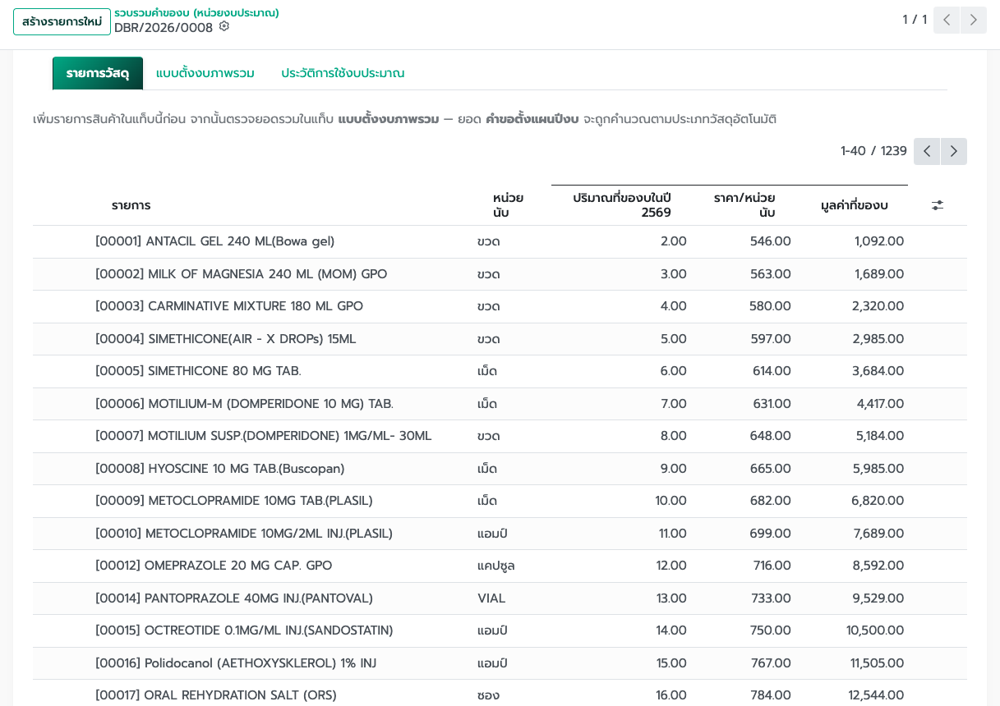 สร้างรายการใหม่
รวบรวมคำของบ (หน่วยงบประมาณ)
DBR/2026/0008
1 / 1
รายการวัสดุ แบบตั้งงบภาพรวม ประวัติการใช้งบประมาณ
เพิ่มรายการสินค้าในแท็บนี้ก่อน จากนั้นตรวจยอดรวมในแท็บ แบบตั้งงบภาพรวม — ยอด คำขอตั้งแผนปีงบ จะถูกคำนวณตามประเภทวัสดุอัตโนมัติ
1-40 / 1239
รายการ หน่วยนับ ปริมาณที่ของบในปี 2569 ราคา/หน่วยนับ มูลค่าที่ของบ
[00001] ANTACIL GEL 240 ML(Bowa gel) ขวด 2.00 546.00 1,092.00
[00002] MILK OF MAGNESIA 240 ML (MOM) GPO ขวด 3.00 563.00 1,689.00
[00003] CARMINATIVE MIXTURE 180 ML GPO ขวด 4.00 580.00 2,320.00
[00004] SIMETHICONE(AIR - X DROPs) 15ML ขวด 5.00 597.00 2,985.00
[00005] SIMETHICONE 80 MG TAB. เม็ด 6.00 614.00 3,684.00
[00006] MOTILIUM-M (DOMPERIDONE 10 MG) TAB. เม็ด 7.00 631.00 4,417.00
[00007] MOTILIUM SUSP.(DOMPERIDONE) 1MG/ML- 30ML ขวด 8.00 648.00 5,184.00
[00008] HYOSCINE 10 MG TAB.(Buscopan) เม็ด 9.00 665.00 5,985.00
[00009] METOCLOPRAMIDE 10MG TAB.(PLASIL) เม็ด 10.00 682.00 6,820.00
[00010] METOCLOPRAMIDE 10MG/2ML INJ.(PLASIL) แอมป์ 11.00 699.00 7,689.00
[00012] OMEPRAZOLE 20 MG CAP. GPO แคปซูล 12.00 716.00 8,592.00
[00014] PANTOPRAZOLE 40MG INJ.(PANTOVAL) VIAL 13.00 733.00 9,529.00
[00015] OCTREOTIDE 0.1MG/ML INJ.(SANDOSTATIN) แอมป์ 14.00 750.00 10,500.00
[00016] Polidocanol (AETHOXYSKLEROL) 1% INJ แอมป์ 15.00 767.00 11,505.00
[00017] ORAL REHYDRATION SALT (ORS) ซอง 16.00 784.00 12,544.00